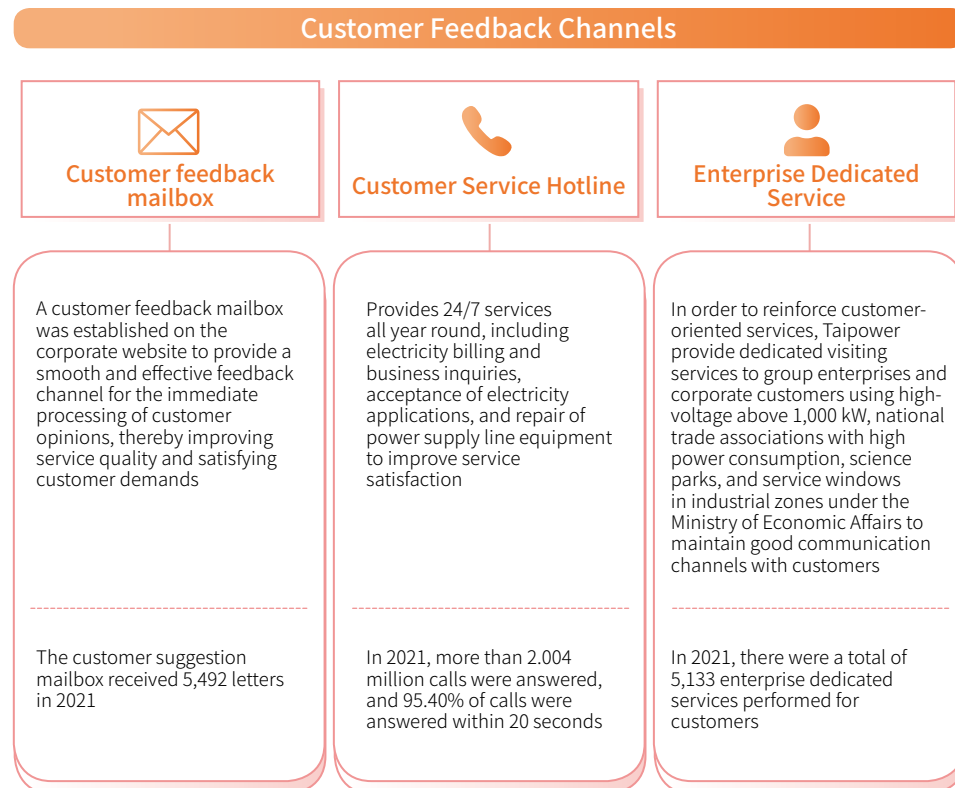 Customer Feedback Channels
Customer feedback
mailbox
Customer Service Hotline
Enterprise Dedicated
Service
A customer feedback mailbox
was established on the
corporate website to provide a
smooth and effective feedback
channel for the immediate
processing of customer
opinions, thereby improving
service quality and satisfying
customer demands
The customer suggestion
mailbox received 5,492 letters
in 2021
Provides 24/7 services
all year round, including
electricity billing and
business inquiries,
acceptance of electricity
applications, and repair of
power supply line equipment
to improve service
satisfaction
In 2021, more than 2.004
million calls were answered,
and 95.40% of calls were
answered within 20 seconds
In order to reinforce customer-
oriented services, Taipower
provide dedicated visiting
services to group enterprises and
corporate customers using high-
voltage above 1,000 kW, national
trade associations with high
power consumption, science
parks, and service windows
in industrial zones under the
Ministry of Economic Affairs to
maintain good communication
channels with customers
In 2021, there were a total of
5,133 enterprise dedicated
services performed for
customers